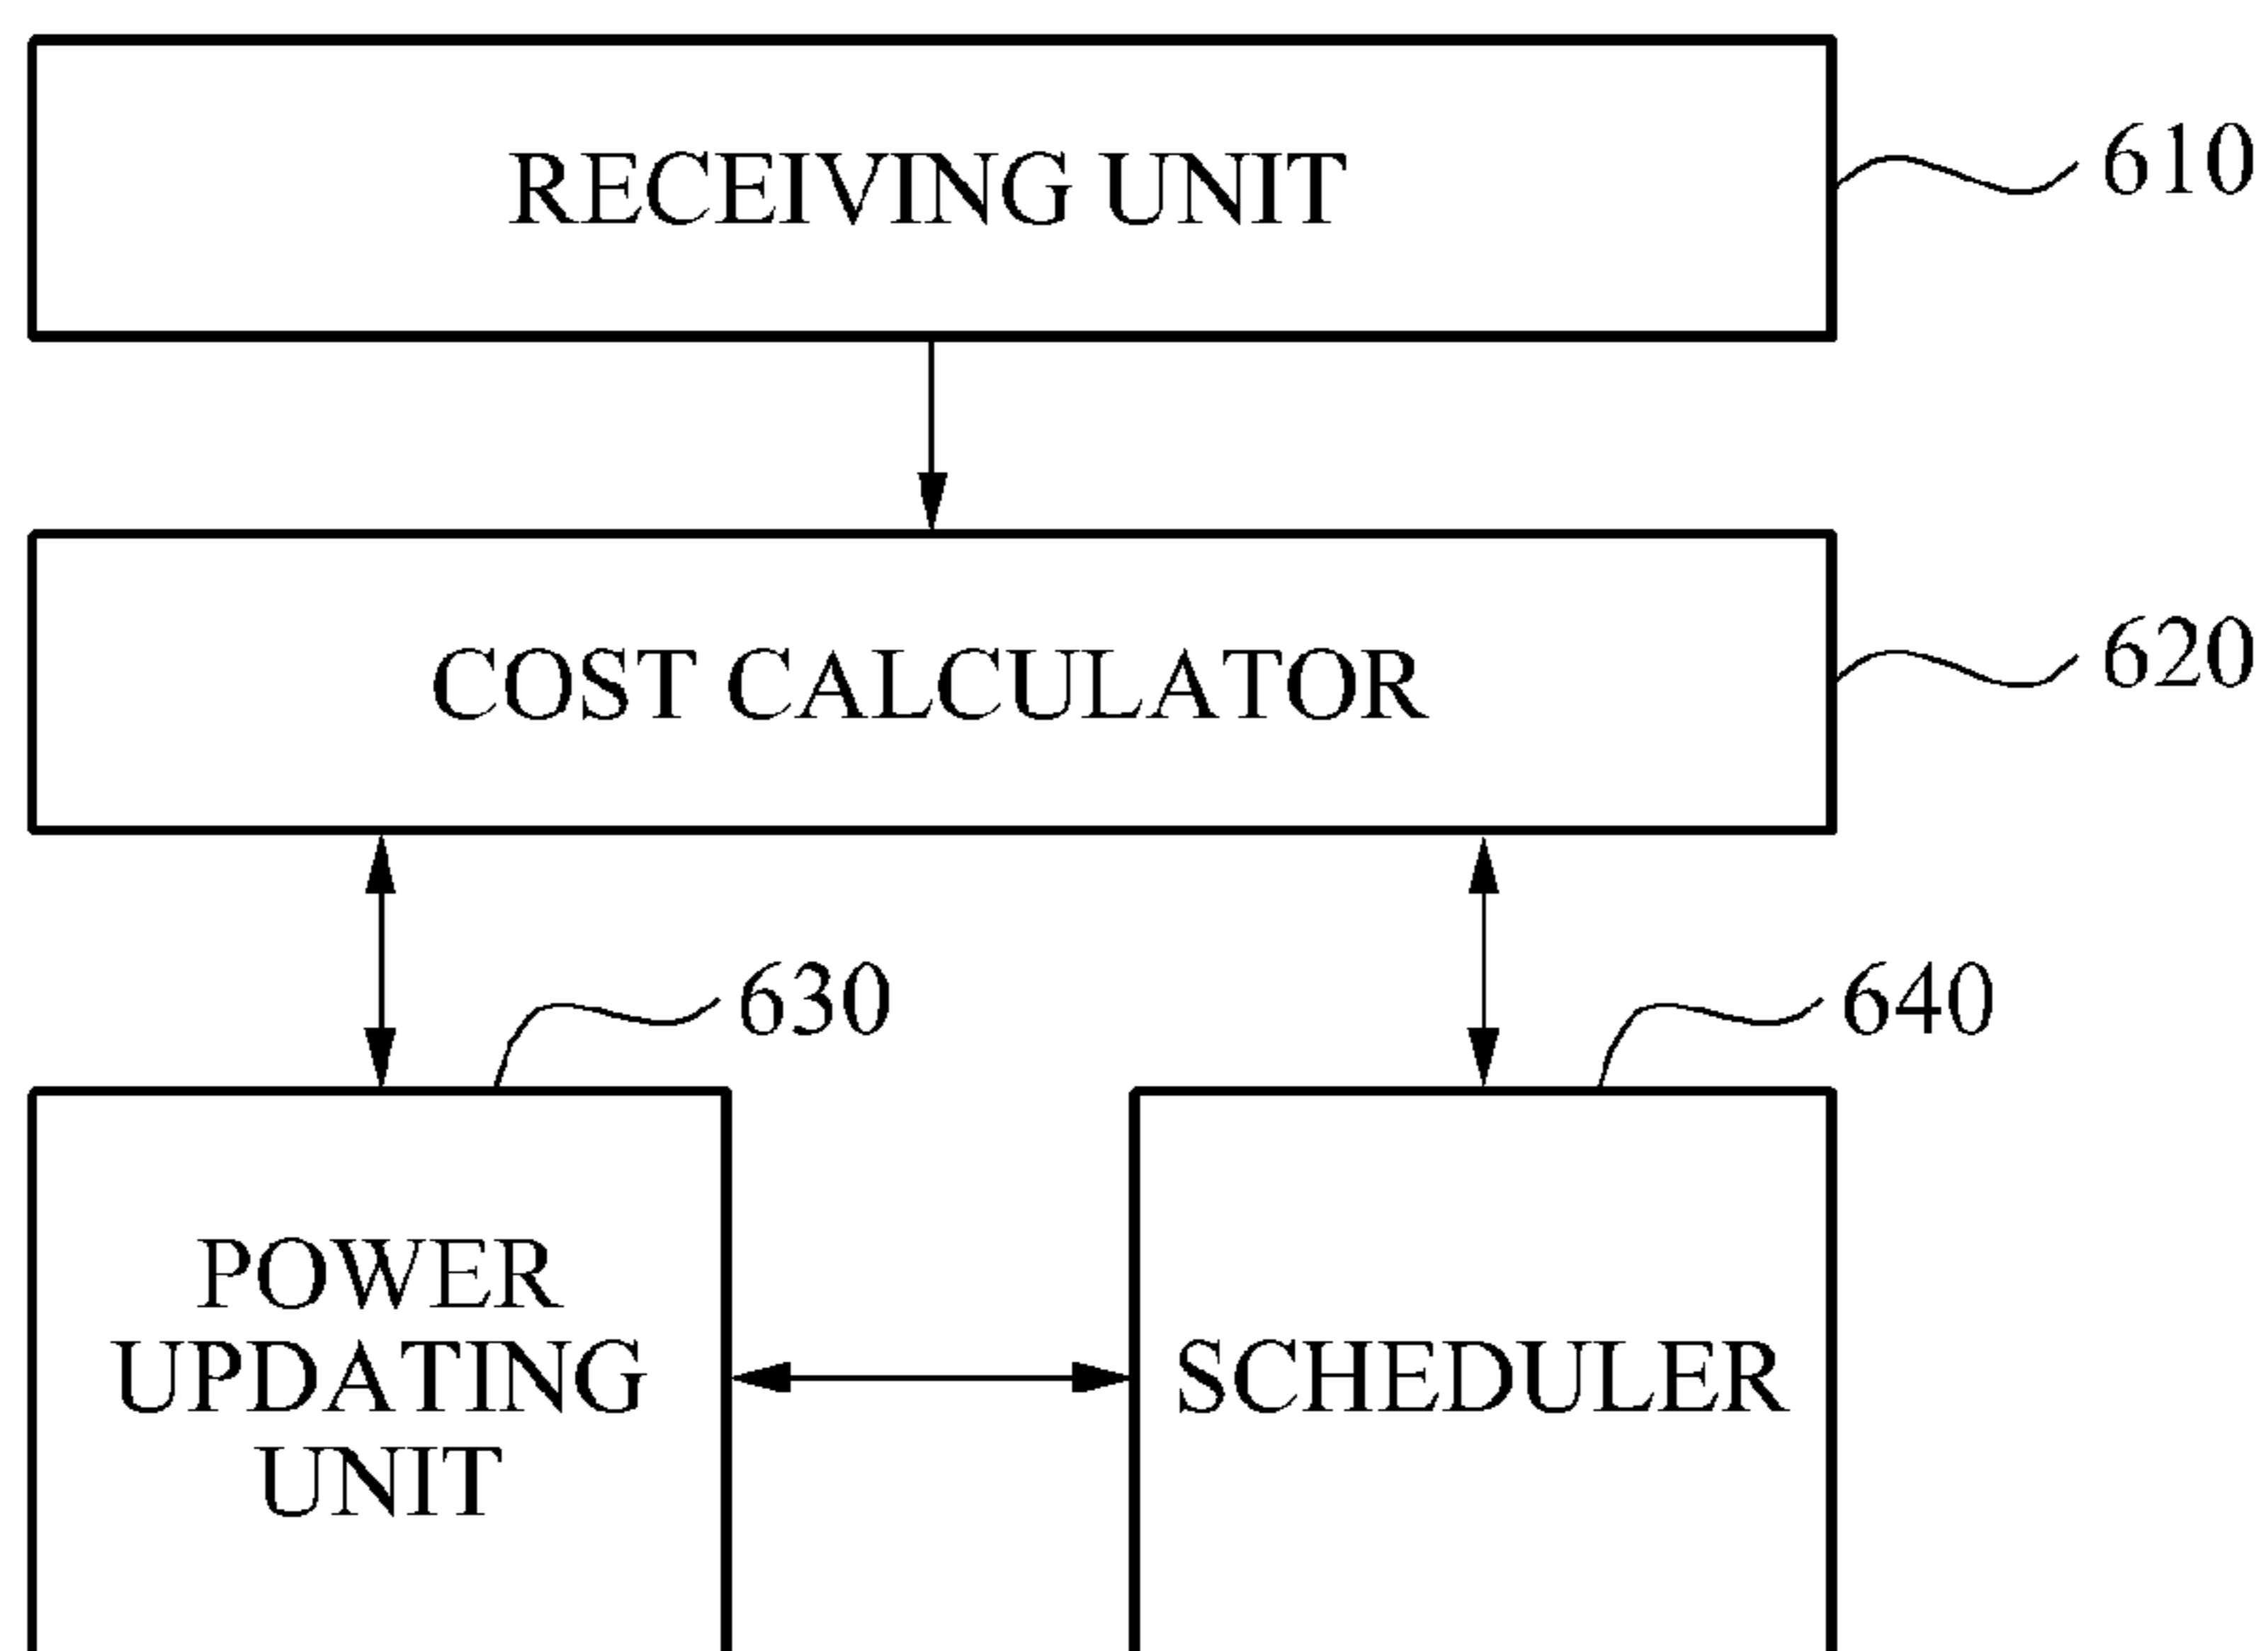 RECEIVING UNIT
610
COST CALCULATOR
620
630
640
POWER
UPDATING
UNIT
SCHEDULER